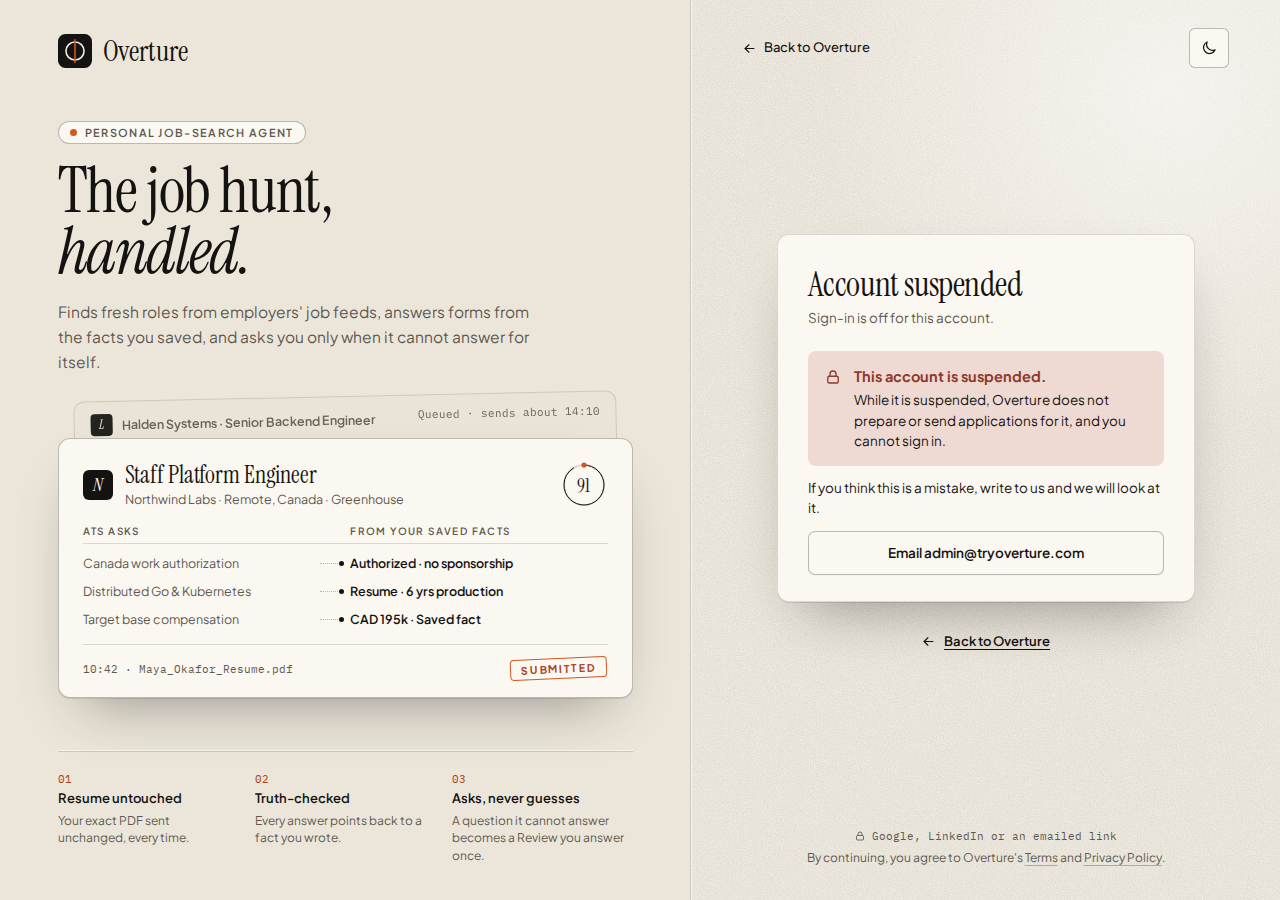 Overture
PERSONAL JOB-SEARCH AGENT
The job hunt,
handled.
Finds fresh roles from employers' job feeds, answers forms from
the facts you saved, and asks you only when it cannot answer for
itself.
L Halden Systems · Senior Backend Engineer Queued · sends about 14:10
N Staff Platform Engineer 91
Northwind Labs · Remote, Canada · Greenhouse
ATS ASKS FROM YOUR SAVED FACTS
Canada work authorization Authorized · no sponsorship
Distributed Go & Kubernetes Resume · 6 yrs production
Target base compensation CAD 195k · Saved fact
10:42 · Maya_Okafor_Resume.pdf SUBMITTED
01
Resume untouched
Your exact PDF sent
unchanged, every time.
02
Truth-checked
Every answer points back to a
fact you wrote.
03
Asks, never guesses
A question it cannot answer
becomes a Review you answer
once.
← Back to Overture
Account suspended
Sign-in is off for this account.
This account is suspended.
While it is suspended, Overture does not
prepare or send applications for it, and you
cannot sign in.
If you think this is a mistake, write to us and we will look at
it.
Email admin@tryoverture.com
← Back to Overture
Google, LinkedIn or an emailed link
By continuing, you agree to Overture's Terms and Privacy Policy.